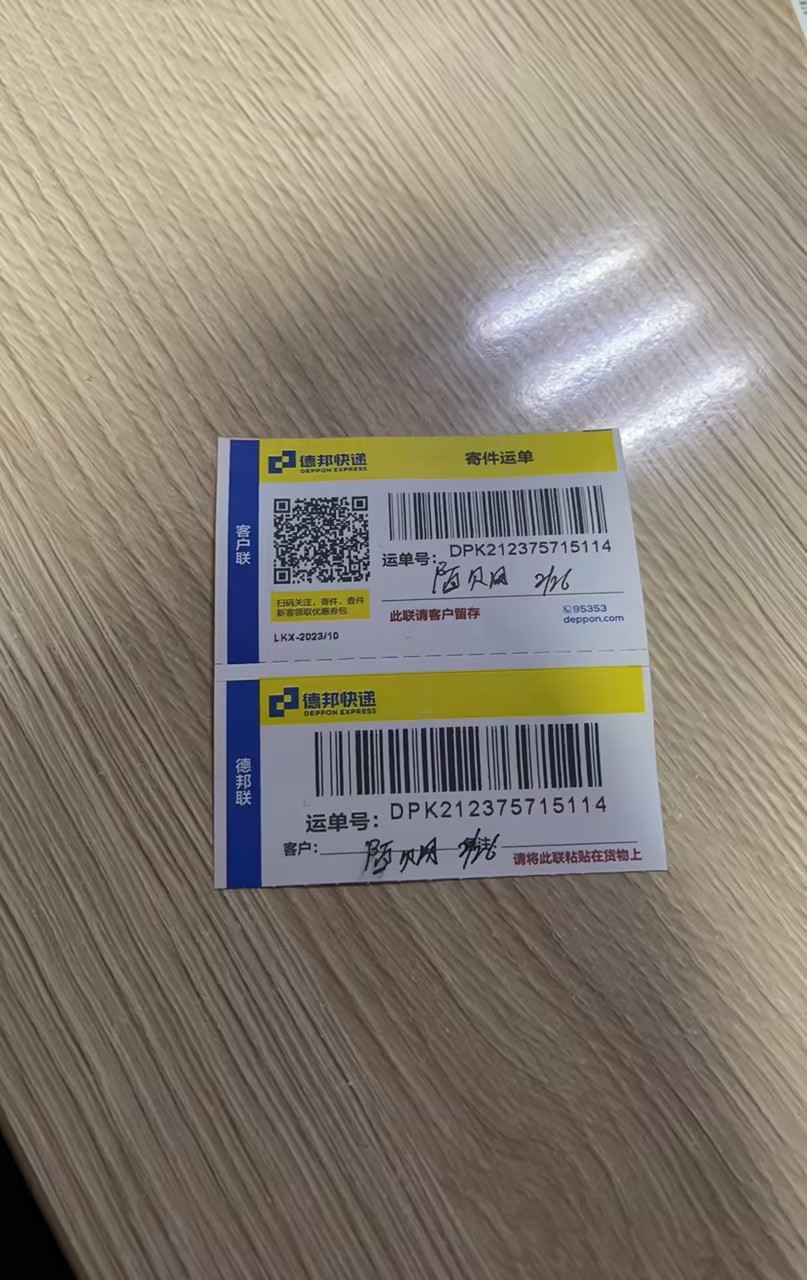 德邦快递
DEPPON EXPRESS
寄件运单
客户联
运单号：DPK212375715114
2/26
扫码关注，寄件、查件
新客领取优惠券包
此联请客户留存
95353
deppon.com
LKX-2023/10
德邦快递
DEPPON EXPRESS
德邦联
运单号：DPK212375715114
客户：
请将此联粘贴在货物上